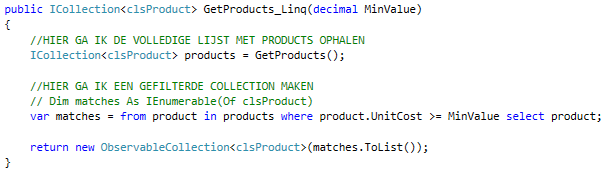 public ICollection<clsProduct> GetProducts_Linq(decimal MinValue)
{
//HIER GA IK DE VOLLEDIGE LIJST MET PRODUCTS OPHALEN
ICollection<clsProduct> products = GetProducts();
//HIER GA IK EEN GEFILTERDE COLLECTION MAKEN
// Dim matches As IEnumerable(Of clsProduct)
var matches = from product in products where product.UnitCost >= MinValue select product;
return new ObservableCollection<clsProduct>(matches.ToList());
}